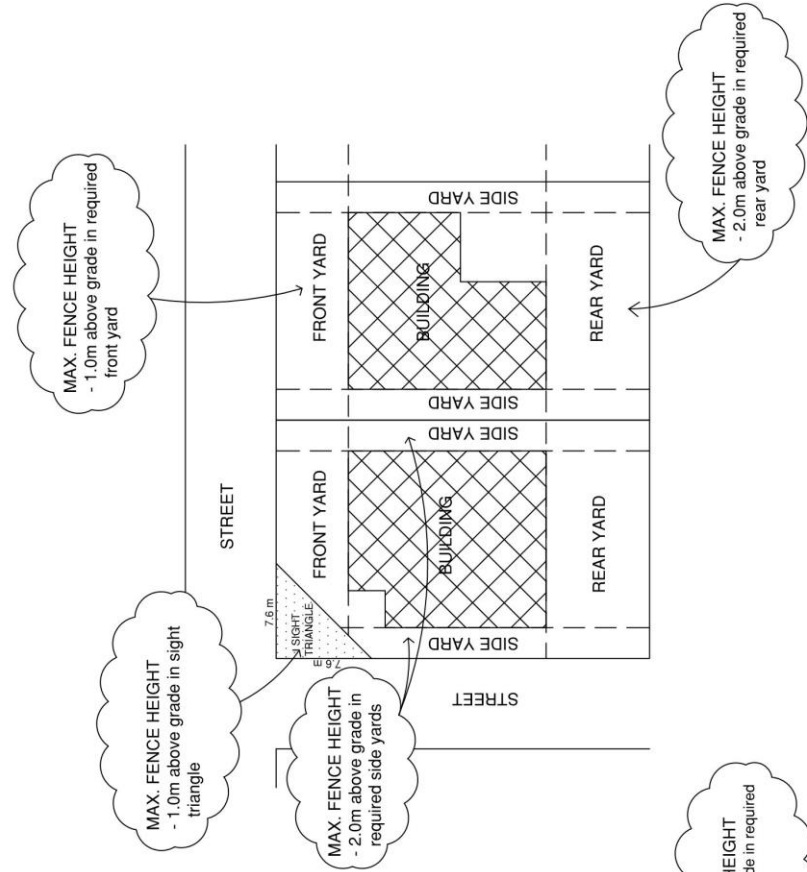 MAX. FENCE HEIGHT
- 1.0m above grade in required
front yard
MAX. FENCE HEIGHT
- 1.0m above grade in sight
triangle
STREET
7.6 m
7.6 m
SIGHT
TRIANGLE
FRONT YARD
FRONT YARD
MAX. FENCE HEIGHT
- 2.0m above grade in
required side yards
SIDE YARD
BUILDING
SIDE YARD
SIDE YARD
BUILDING
SIDE YARD
STREET
REAR YARD
REAR YARD
MAX. FENCE HEIGHT
- 2.0m above grade in required
rear yard
in required